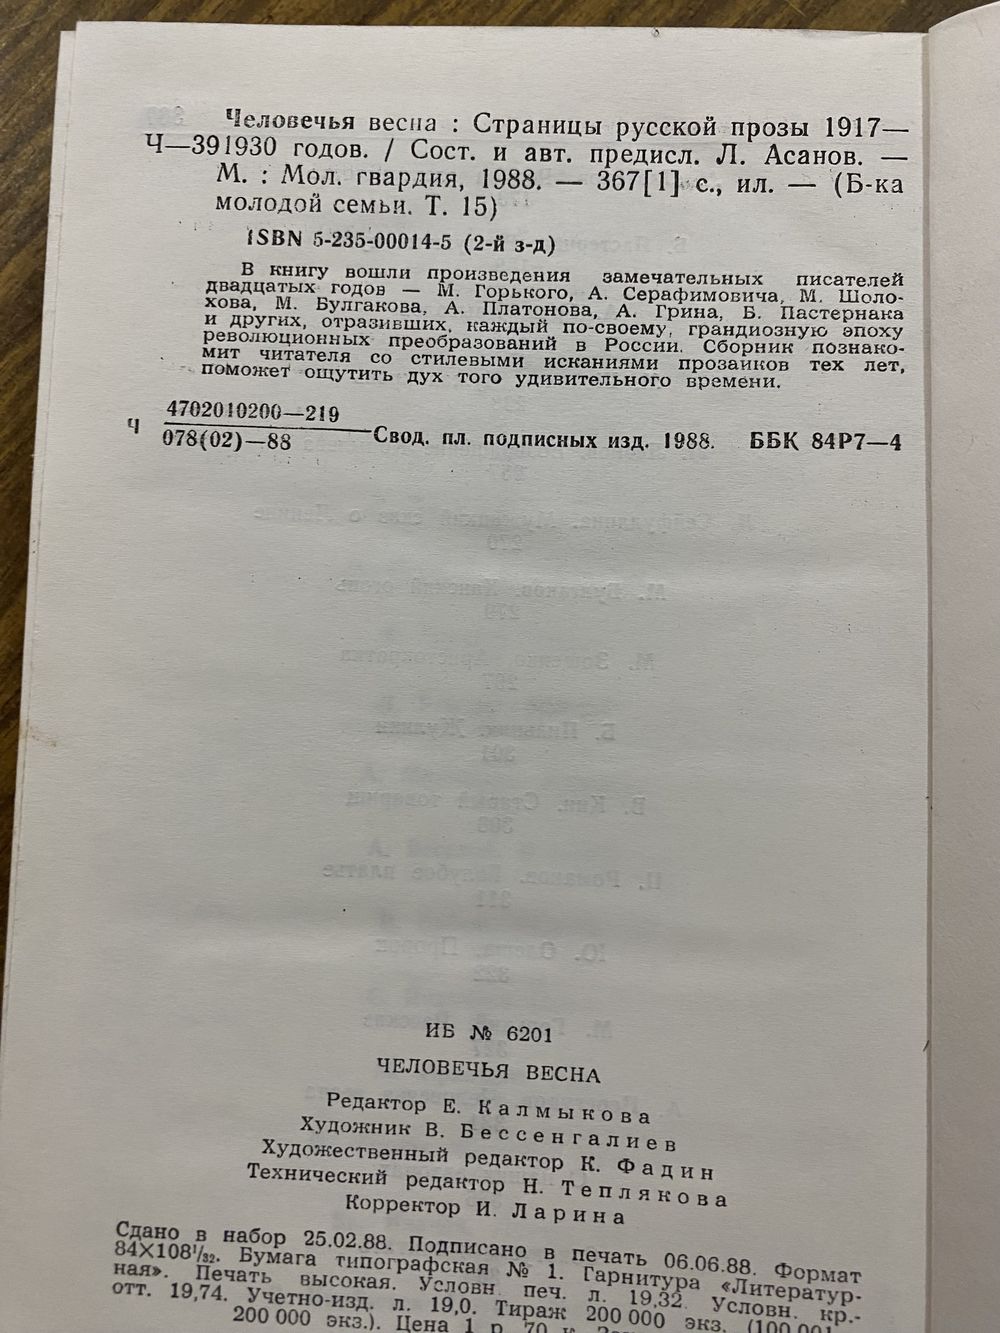 Человечья весна : Страницы русской прозы 1917—
Ч—39 1930 годов. / Сост. и авт. предисл. Л. Асанов. —
М. : Мол. гвардия, 1988. — 367[1] с., ил. — (Б-ка
молодой семьи. Т. 15)
ISBN 5-235-00014-5 (2-й з-д)
В книгу вошли произведения замечательных писателей
двадцатых годов — М. Горького, А. Серафимовича, М. Шоло-
хова, М. Булгакова, А. Платонова, А. Грина, Б. Пастернака
и других, отразивших, каждый по-своему, грандиозную эпоху
революционных преобразований в России. Сборник познако-
мит читателя со стилевыми исканиями прозаиков тех лет,
поможет ощутить дух того удивительного времени.
Ч 4702010200—219
078(02)—88 Свод. пл. подписных изд. 1988. ББК 84Р7—4
ИБ № 6201
ЧЕЛОВЕЧЬЯ ВЕСНА
Редактор Е. Калмыкова
Художник В. Бессенгалиев
Художественный редактор К. Фадин
Технический редактор Н. Теплякова
Корректор И. Ларина
Сдано в набор 25.02.88. Подписано в печать 06.06.88. Формат
84×108¹/₃₂. Бумага типографская № 1. Гарнитура «Литератур-
ная». Печать высокая. Условн. печ. л. 19,32. Условн. кр.-
отт. 19,74. Учетно-изд. л. 19,0. Тираж 200 000 экз. (100 001—
200 000 экз.). Цена 1 р. 70 к.